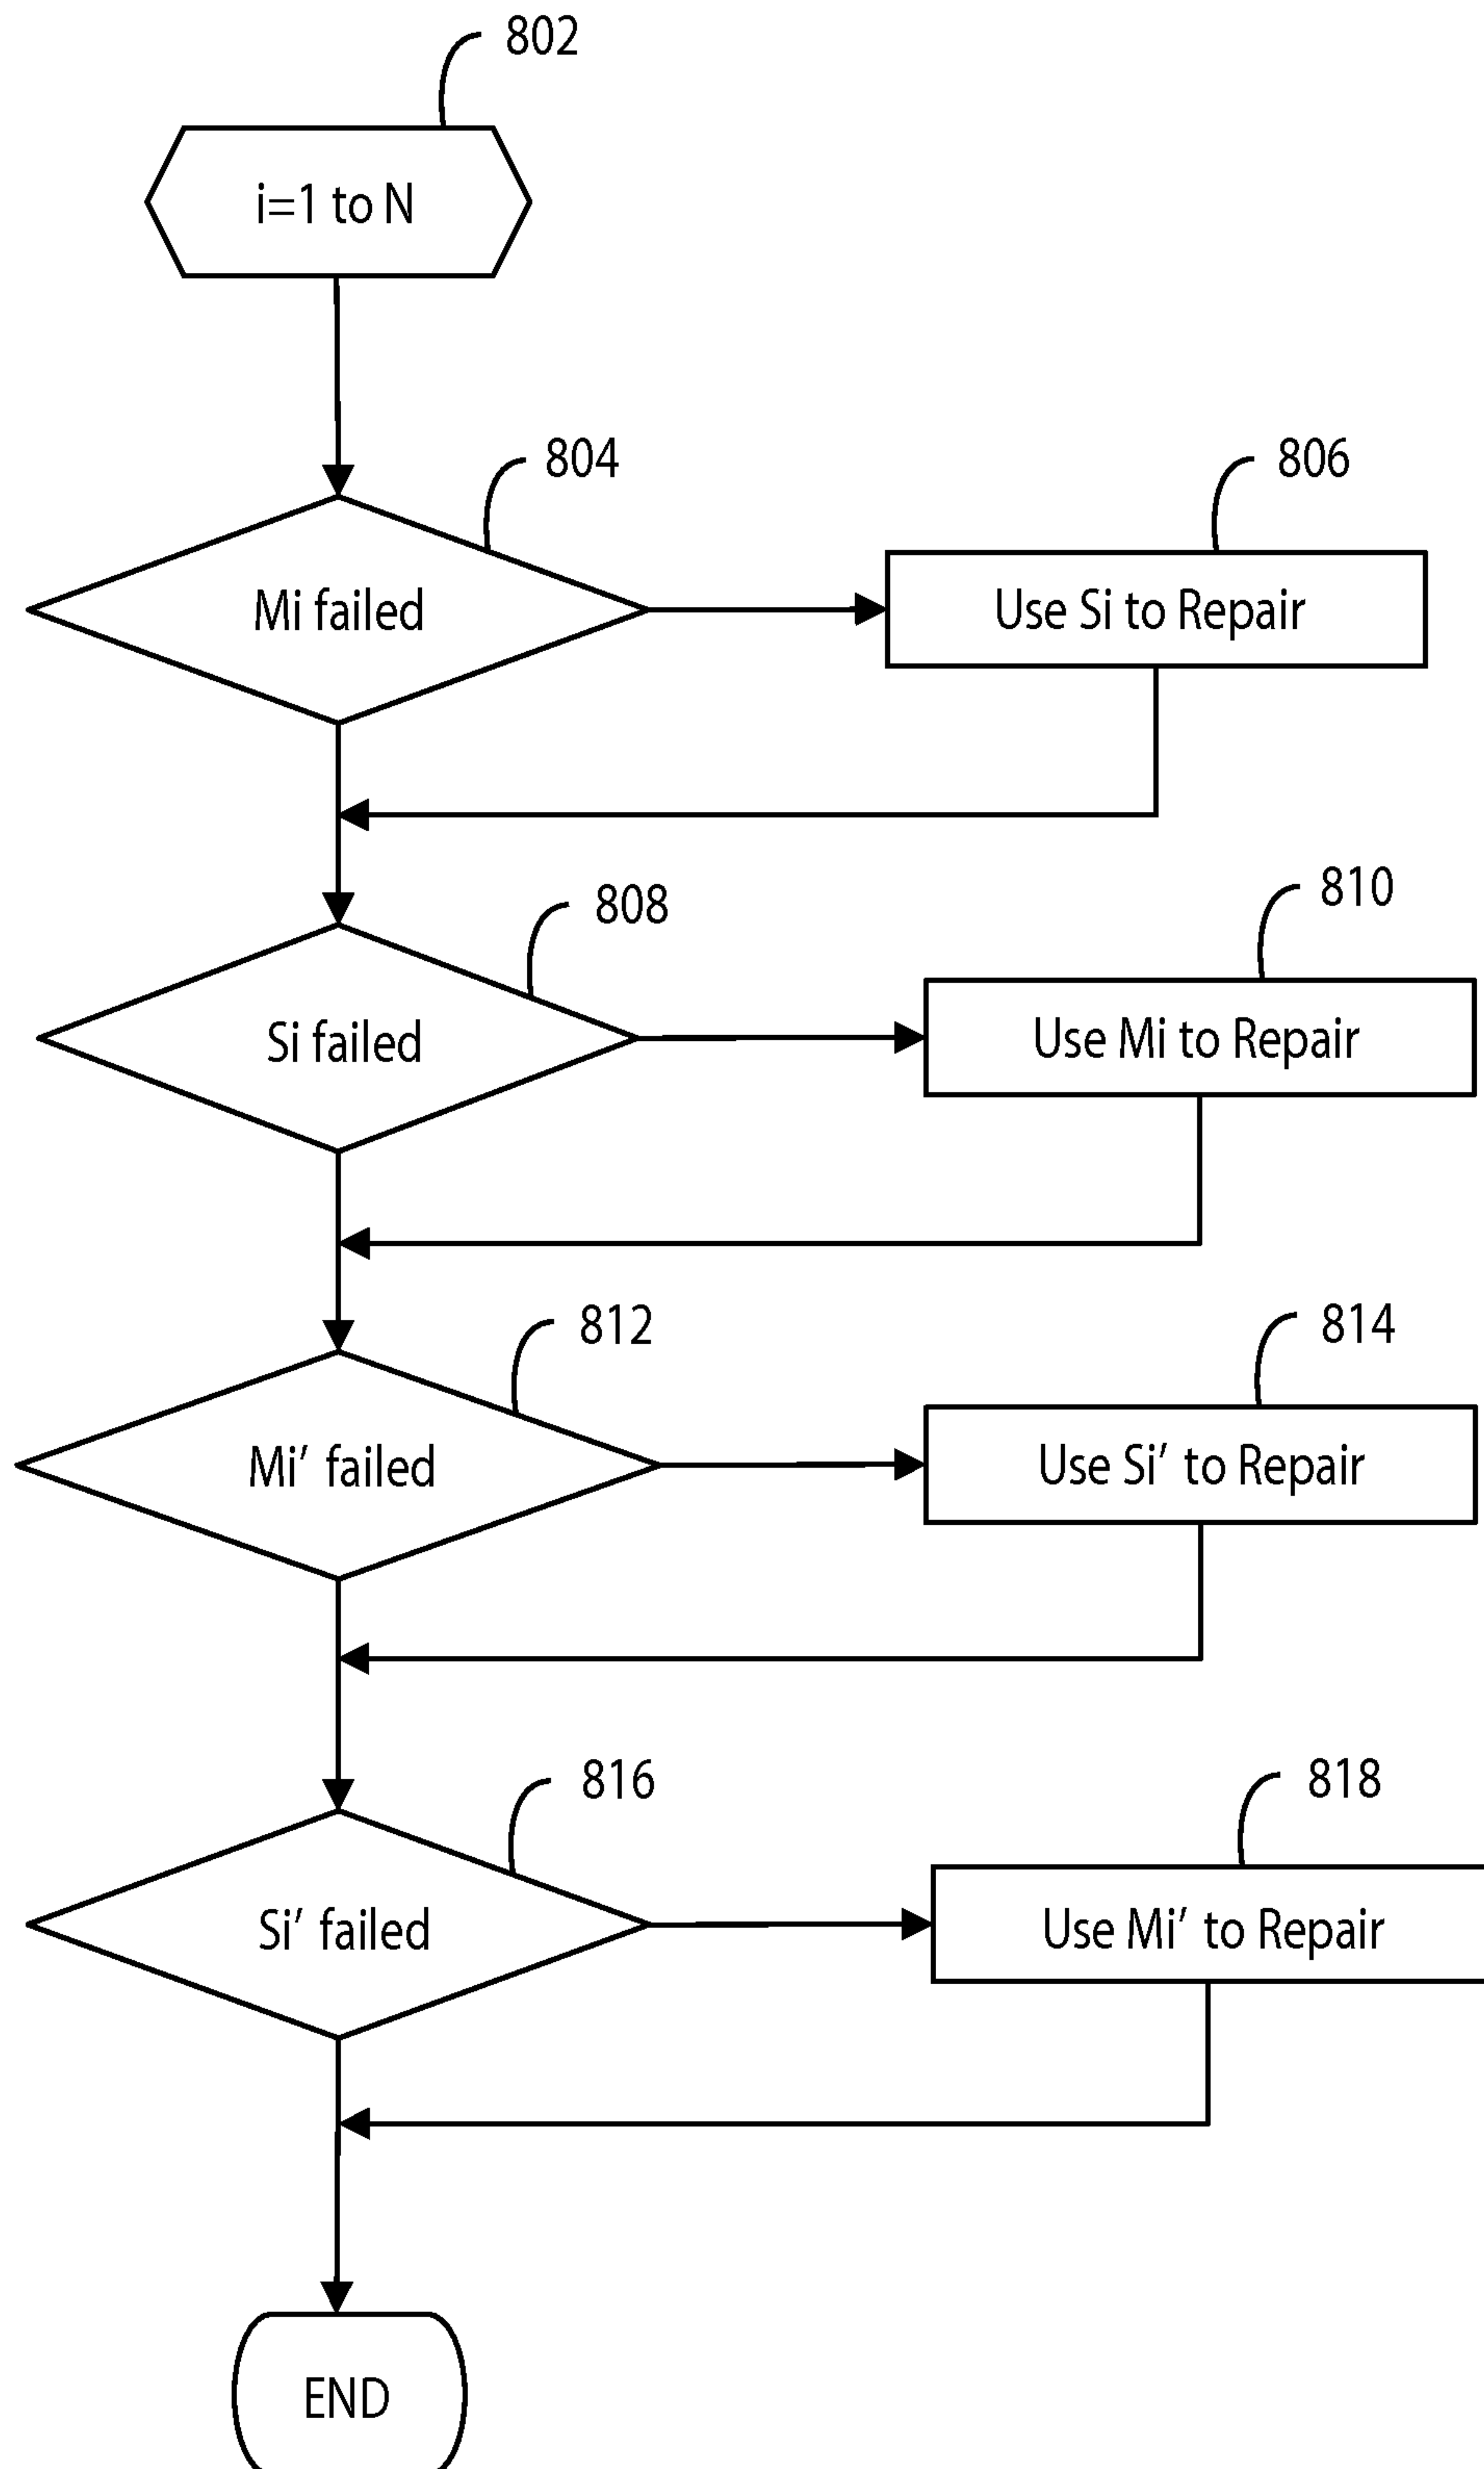 802
i=1 to N
804
806
Mi failed
Use Si to Repair
808
810
Si failed
Use Mi to Repair
812
814
Mi′ failed
Use Si′ to Repair
816
818
Si′ failed
Use Mi′ to Repair
END